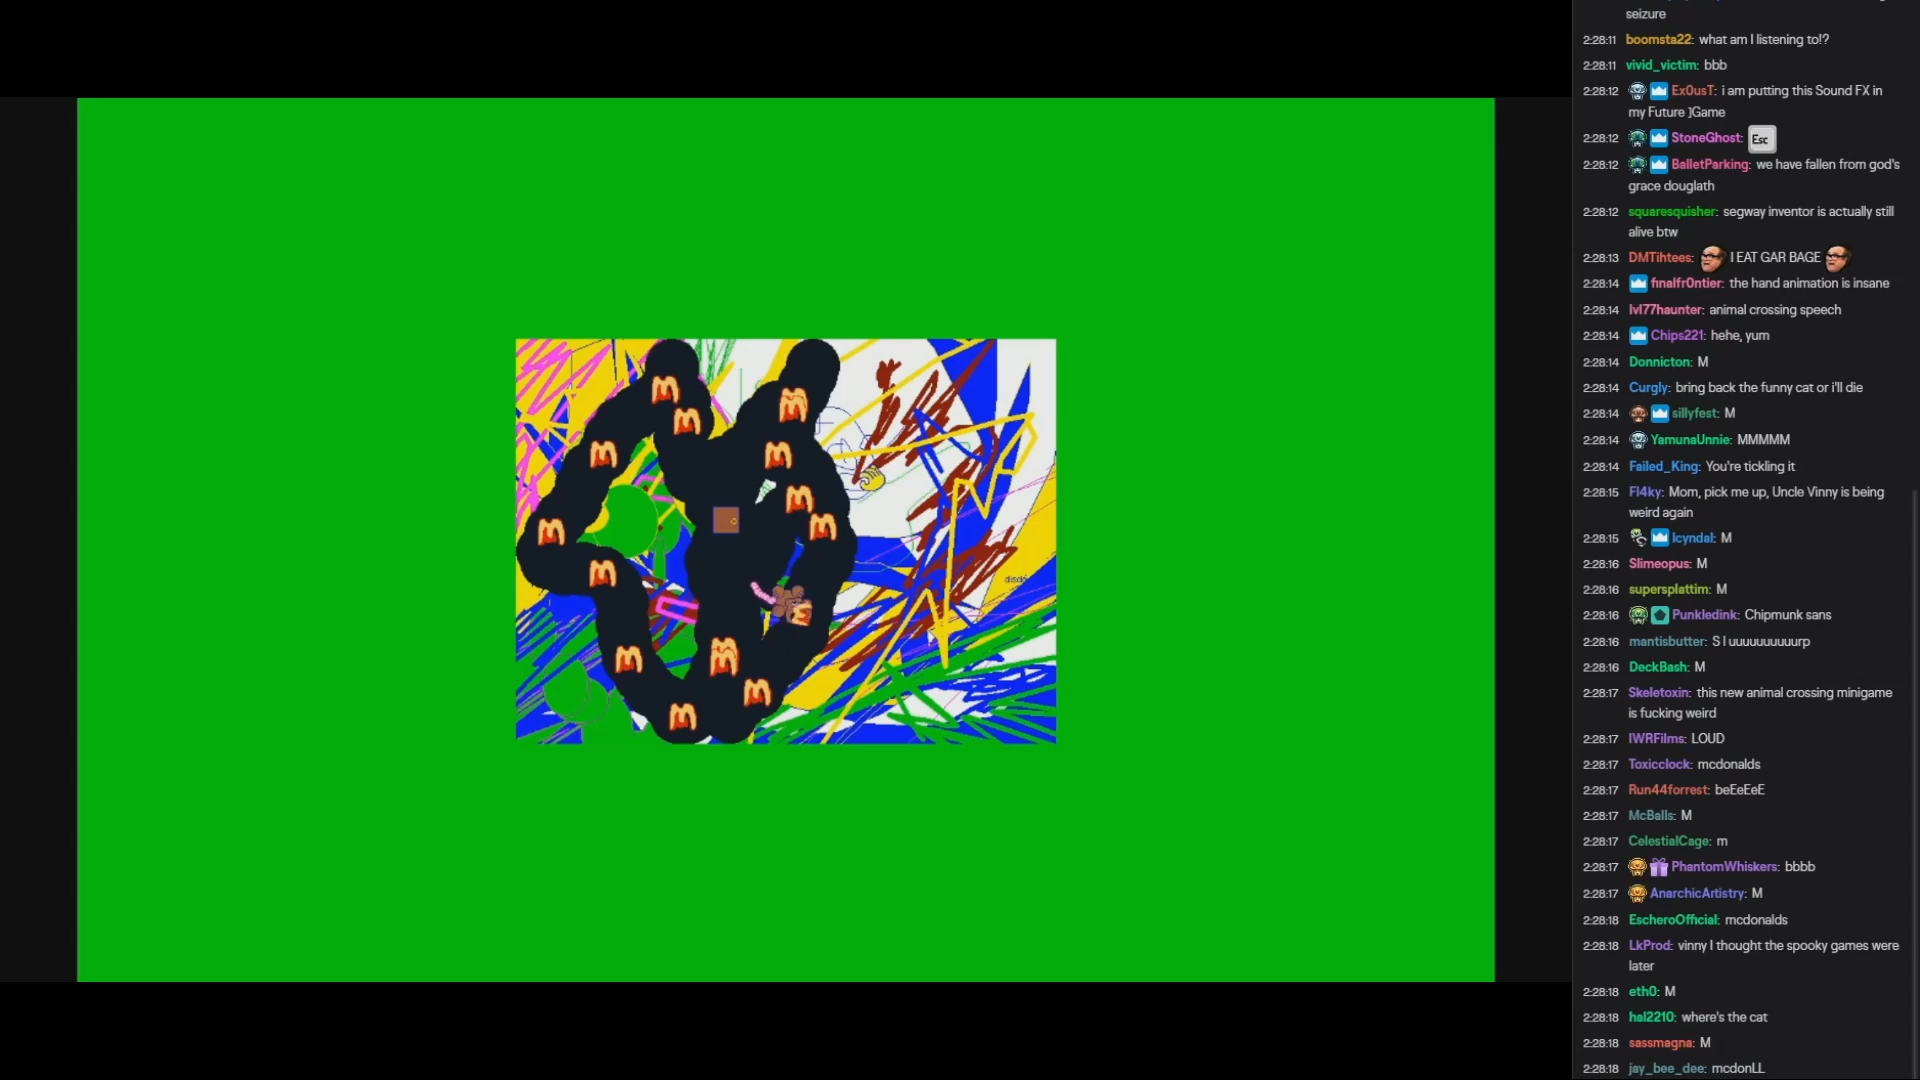 seizure
2:28:11 boomsta22: what am I listening to!?
2:28:11 vivid_victim: bbb
2:28:12 Ex0usT: i am putting this Sound FX in
my Future ]Game
2:28:12 StoneGhost: Esc
2:28:12 BalletParking: we have fallen from god's
grace douglath
2:28:12 squaresquisher: segway inventor is actually still
alive btw
2:28:13 DMTihtees: I EAT GAR BAGE
2:28:14 finalfr0ntier: the hand animation is insane
2:28:14 lvl77haunter: animal crossing speech
2:28:14 Chips221: hehe, yum
2:28:14 Donnicton: M
2:28:14 Curgly: bring back the funny cat or i'll die
2:28:14 sillyfest: M
2:28:14 YamunaUnnie: MMMMM
2:28:14 Failed_King: You're tickling it
2:28:15 Fl4ky: Mom, pick me up, Uncle Vinny is being
weird again
2:28:15 Icyndal: M
2:28:16 Slimeopus: M
2:28:16 supersplattim: M
2:28:16 Punkledink: Chipmunk sans
2:28:16 mantisbutter: S l uuuuuuuuuurp
2:28:16 DeckBash: M
2:28:17 Skeletoxin: this new animal crossing minigame
is fucking weird
2:28:17 IWRFilms: LOUD
2:28:17 Toxicclock: mcdonalds
2:28:17 Run44forrest: beEeEeE
2:28:17 McBalls: M
2:28:17 CelestialCage: m
2:28:17 PhantomWhiskers: bbbb
2:28:17 AnarchicArtistry: M
2:28:18 EscheroOfficial: mcdonalds
2:28:18 LkProd: vinny I thought the spooky games were
later
2:28:18 eth0: M
2:28:18 hal2210: where's the cat
2:28:18 sassmagna: M
2:28:18 jay_bee_dee: mcdonLL